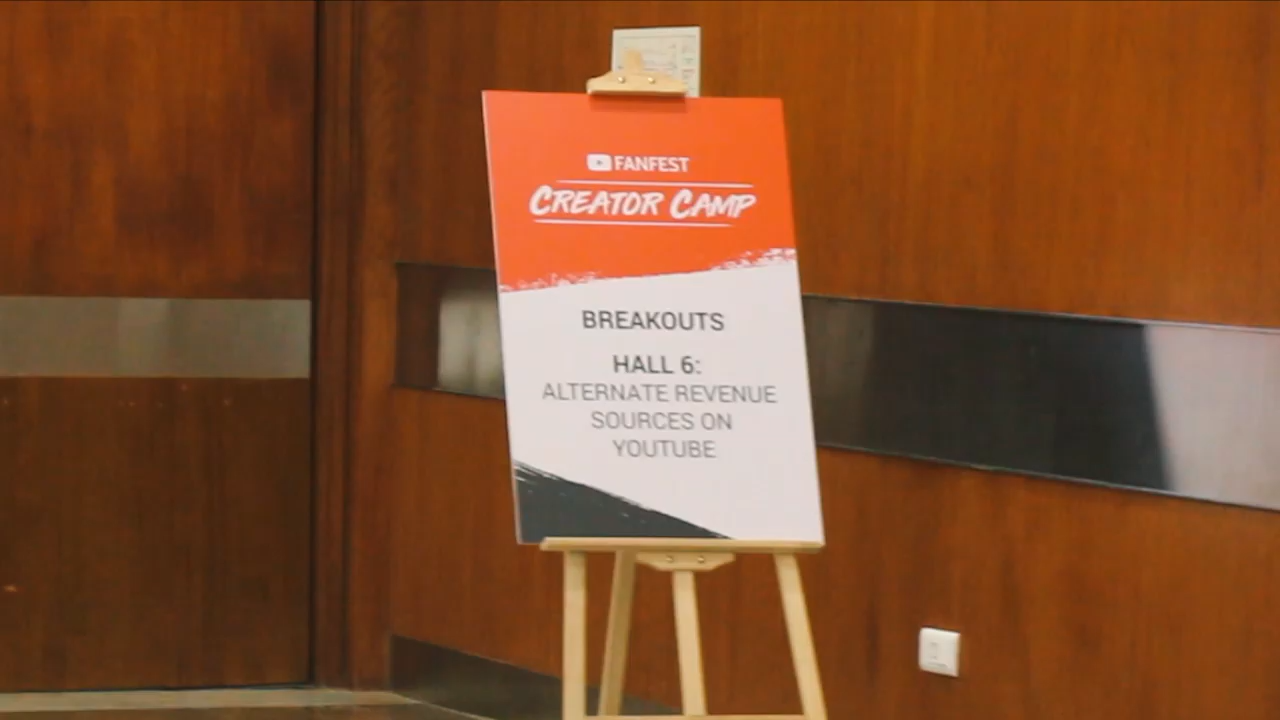 FANFEST
CREATOR CAMP
BREAKOUTS
HALL 6:
ALTERNATE REVENUE
SOURCES ON
YOUTUBE